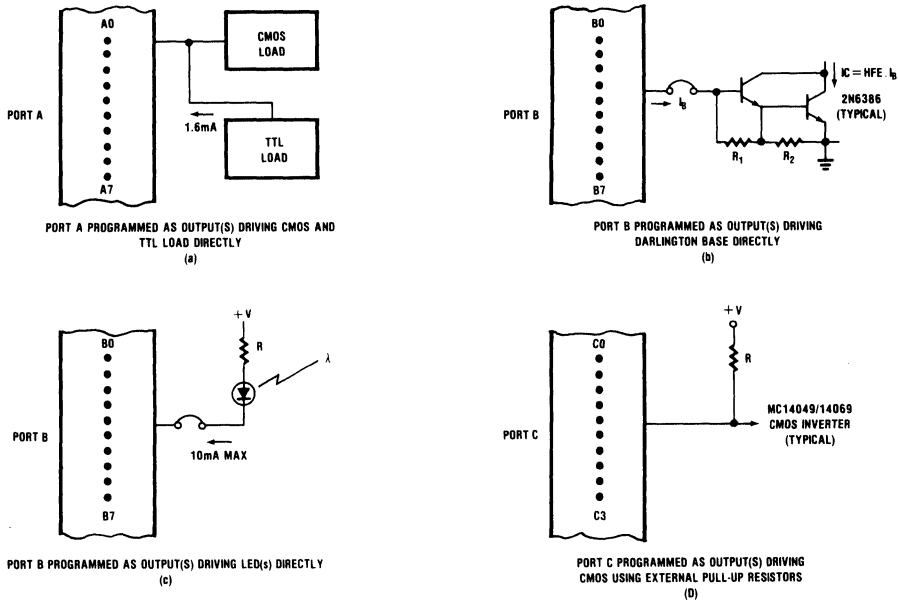 A0
CMOS
LOAD
PORT A
1.6mA
TTL
LOAD
A7
PORT A PROGRAMMED AS OUTPUT(S) DRIVING CMOS AND
TTL LOAD DIRECTLY
(a)
B0
IC = HFE . IB
2N6386
(TYPICAL)
PORT B
IB
R1
R2
B7
PORT B PROGRAMMED AS OUTPUT(S) DRIVING
DARLINGTON BASE DIRECTLY
(b)
+V
B0
R
λ
PORT B
10mA MAX
B7
PORT B PROGRAMMED AS OUTPUT(S) DRIVING LED(s) DIRECTLY
(c)
+V
C0
R
MC14049/14069
CMOS INVERTER
(TYPICAL)
PORT C
C3
PORT C PROGRAMMED AS OUTPUT(S) DRIVING
CMOS USING EXTERNAL PULL-UP RESISTORS
(D)